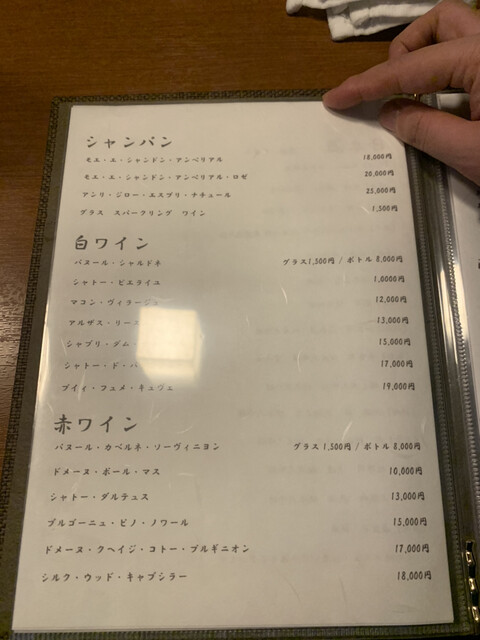 シャンパン
モエ・エ・シャンドン・アンペリアル 18,000円
モエ・エ・シャンドン・アンペリアル・ロゼ 20,000円
アンリ・ジロー・エスプリ・ナチュール 25,000円
グラス スパークリング ワイン 1,500円
白ワイン
パヌール・シャルドネ グラス1,500円 / ボトル 8,000円
シャトー・ピエライユ 1,0000円
マコン・ヴィラージュ 12,000円
アルザス・リース 13,000円
シャブリ・ダム・ 15,000円
シャトー・ド・ 17,000円
プイィ・フュメ・キュヴェ 19,000円
赤ワイン
パヌール・カベルネ・ソーヴィニヨン グラス 1,500円 / ボトル 8,000円
ドメーヌ・ポール・マス 10,000円
シャトー・ダルテュス 13,000円
ブルゴーニュ・ピノ・ノワール 15,000円
ドメーヌ・クヘイジ・コトー・ブルギニオン 17,000円
シルク・ウッド・キャプシラー 18,000円